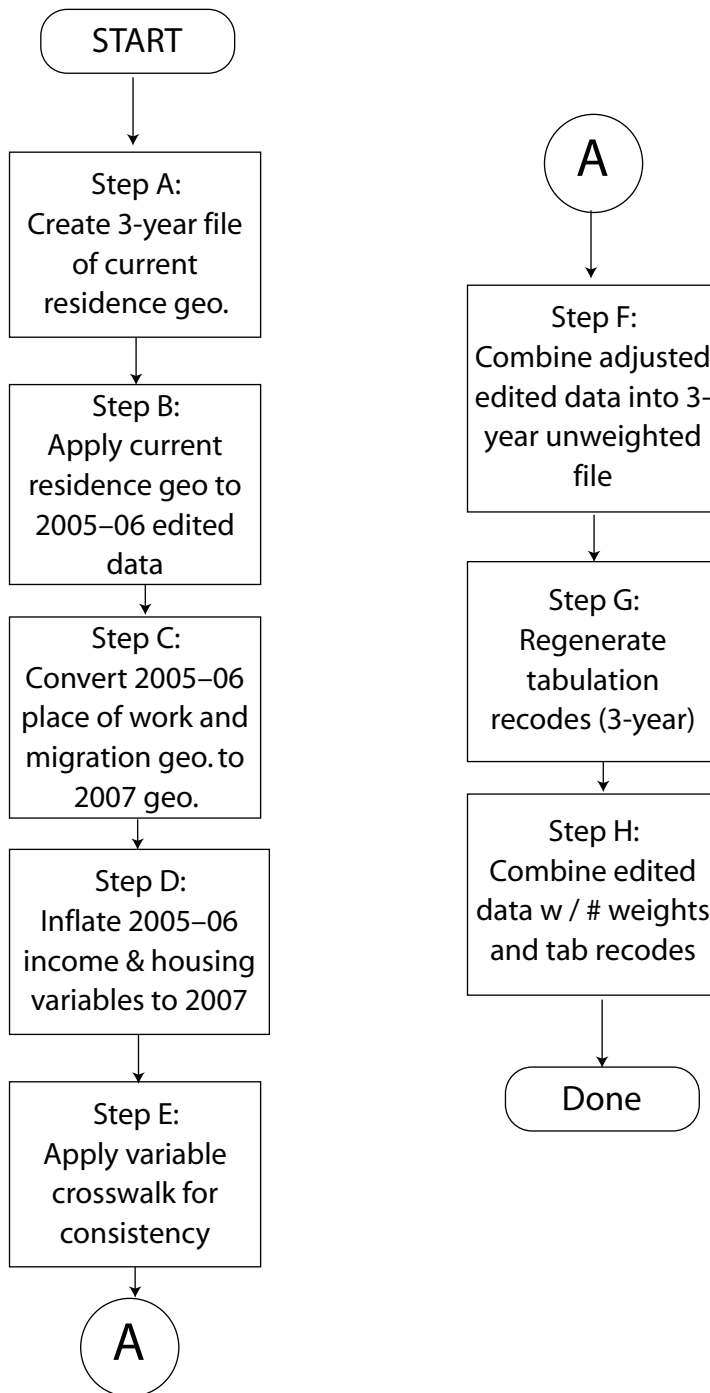 START
Step A:
Create 3-year file
of current
residence geo.
Step B:
Apply current
residence geo to
2005–06 edited
data
Step C:
Convert 2005–06
place of work and
migration geo. to
2007 geo.
Step D:
Inflate 2005–06
income & housing
variables to 2007
Step E:
Apply variable
crosswalk for
consistency
A
A
Step F:
Combine adjusted
edited data into 3-
year unweighted
file
Step G:
Regenerate
tabulation
recodes (3-year)
Step H:
Combine edited
data w / # weights
and tab recodes
Done